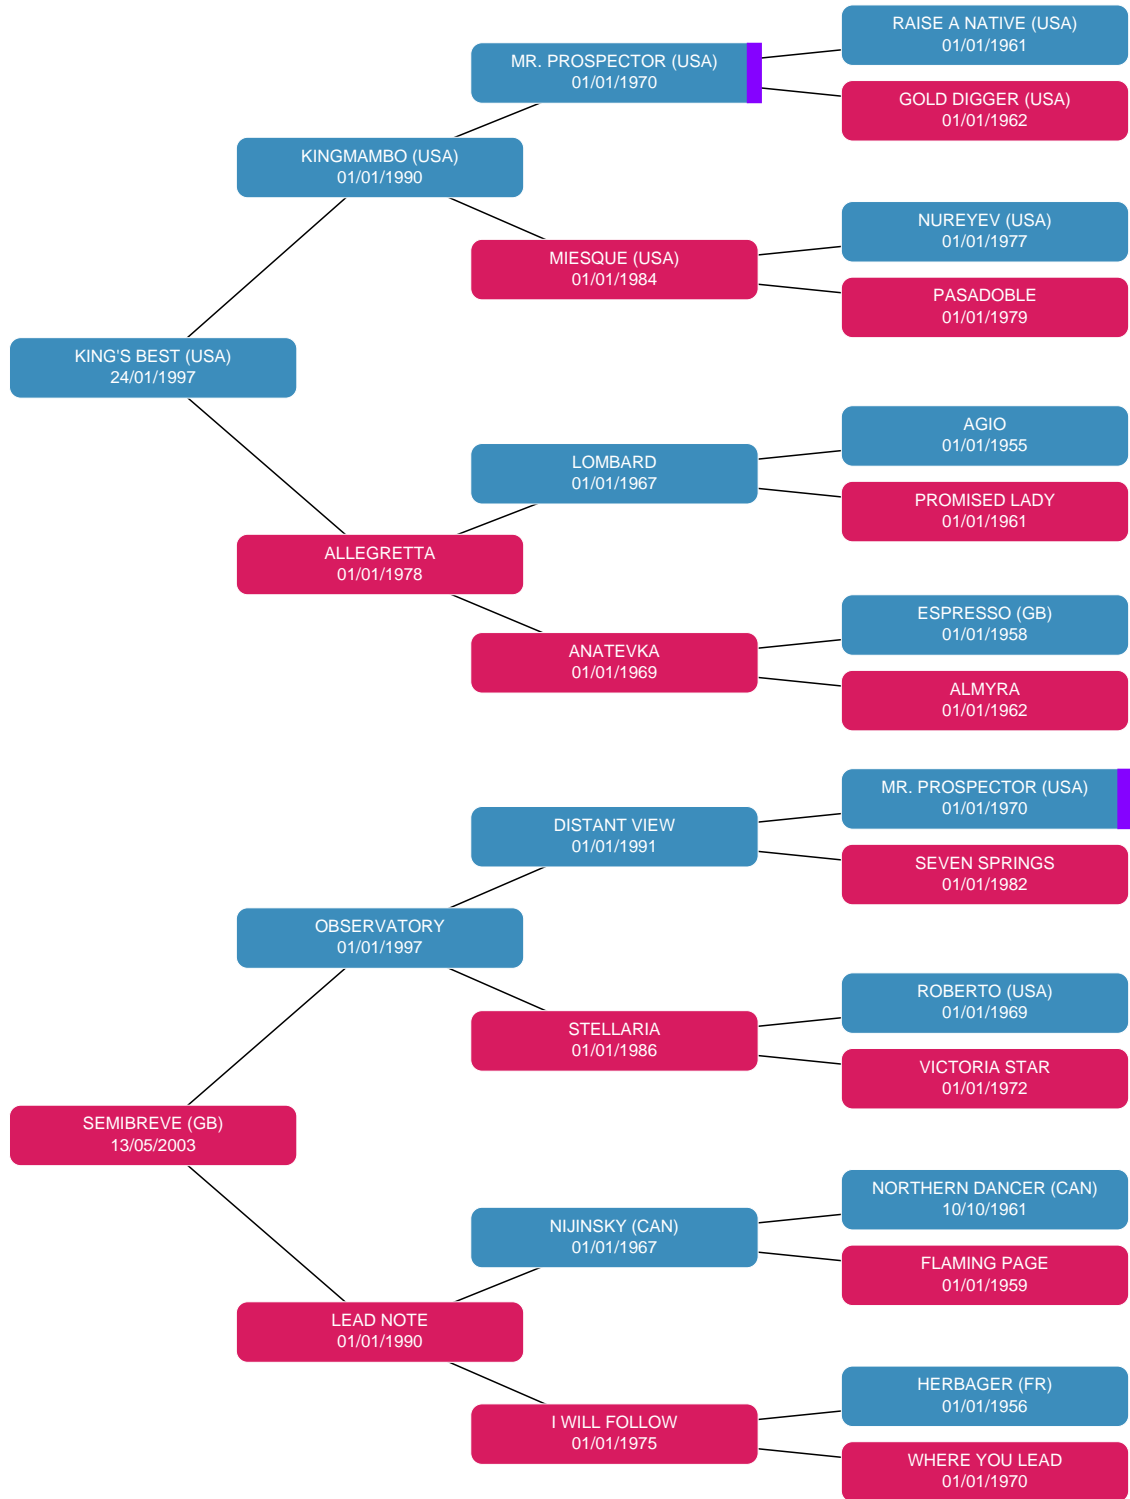 RAISE A NATIVE (USA)
01/01/1961
MR. PROSPECTOR (USA)
01/01/1970
GOLD DIGGER (USA)
01/01/1962
KINGMAMBO (USA)
01/01/1990
NUREYEV (USA)
01/01/1977
MIESQUE (USA)
01/01/1984
PASADOBLE
01/01/1979
KING'S BEST (USA)
24/01/1997
AGIO
01/01/1955
LOMBARD
01/01/1967
PROMISED LADY
01/01/1961
ALLEGRETTA
01/01/1978
ESPRESSO (GB)
01/01/1958
ANATEVKA
01/01/1969
ALMYRA
01/01/1962
MR. PROSPECTOR (USA)
01/01/1970
DISTANT VIEW
01/01/1991
SEVEN SPRINGS
01/01/1982
OBSERVATORY
01/01/1997
ROBERTO (USA)
01/01/1969
STELLARIA
01/01/1986
VICTORIA STAR
01/01/1972
SEMIBREVE (GB)
13/05/2003
NORTHERN DANCER (CAN)
10/10/1961
NIJINSKY (CAN)
01/01/1967
FLAMING PAGE
01/01/1959
LEAD NOTE
01/01/1990
HERBAGER (FR)
01/01/1956
I WILL FOLLOW
01/01/1975
WHERE YOU LEAD
01/01/1970